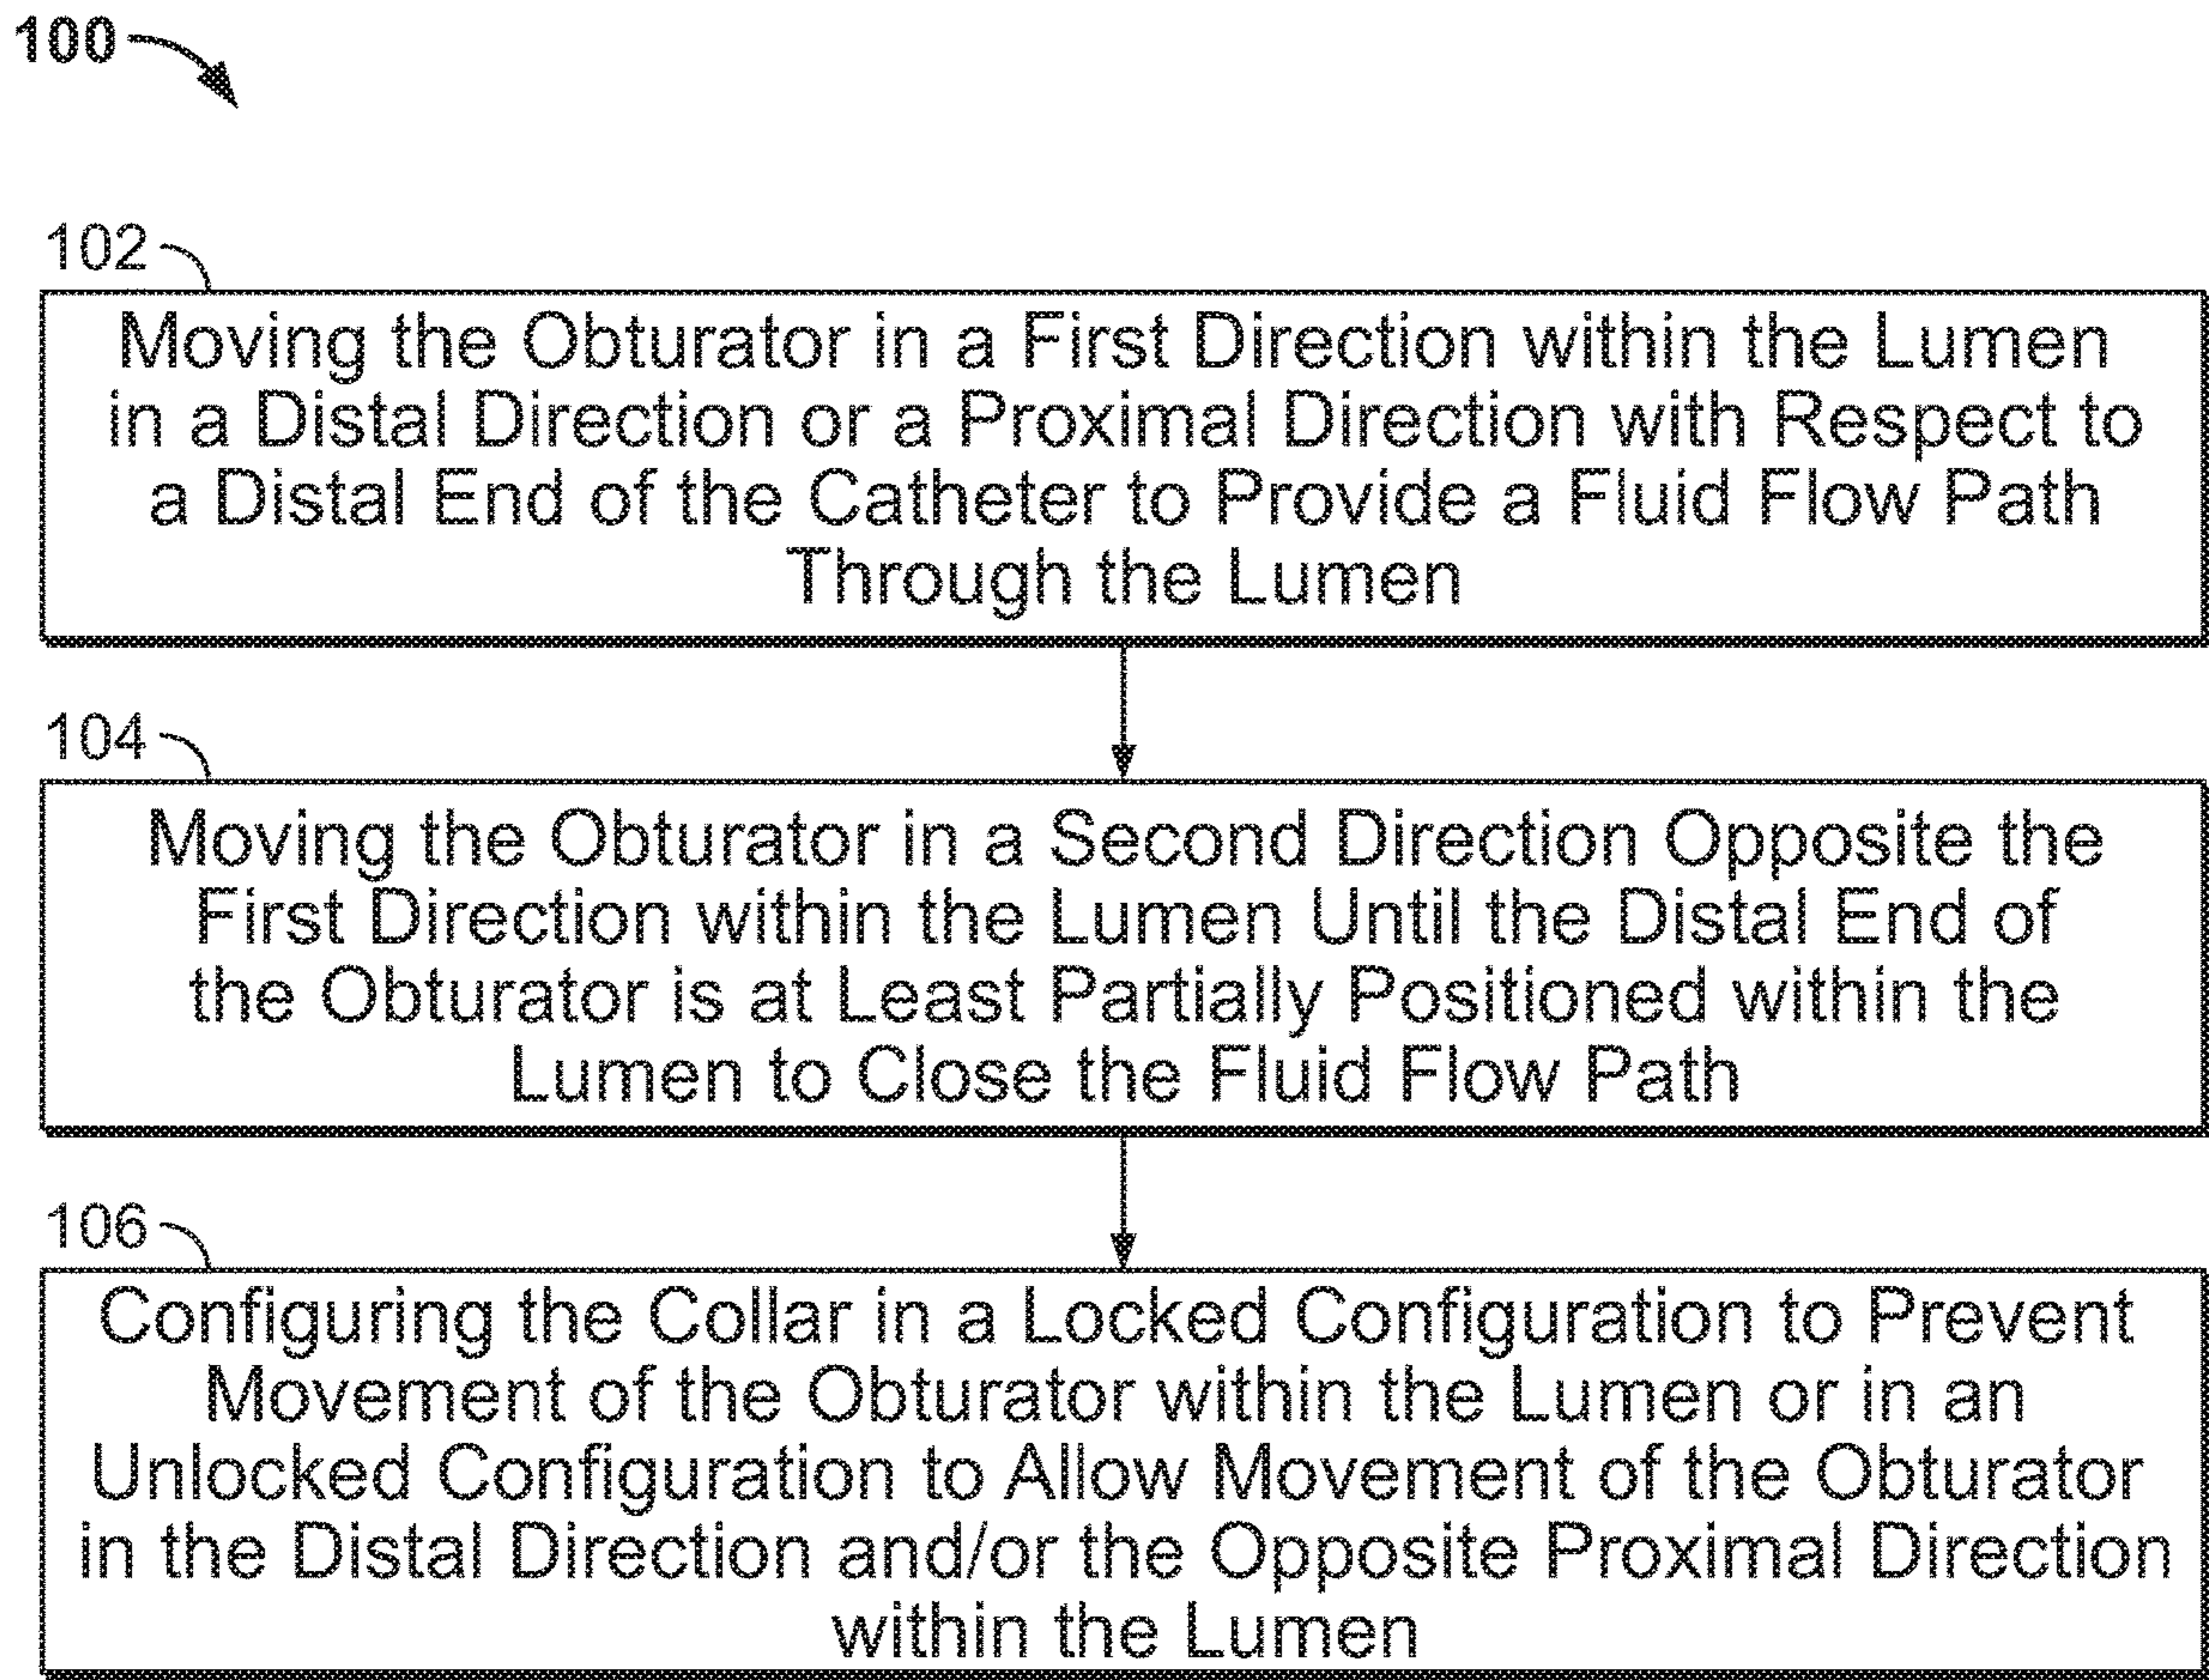 100
102
Moving the Obturator in a First Direction within the Lumen
in a Distal Direction or a Proximal Direction with Respect to
a Distal End of the Catheter to Provide a Fluid Flow Path
Through the Lumen
104
Moving the Obturator in a Second Direction Opposite the
First Direction within the Lumen Until the Distal End of
the Obturator is at Least Partially Positioned within the
Lumen to Close the Fluid Flow Path
106
Configuring the Collar in a Locked Configuration to Prevent
Movement of the Obturator within the Lumen or in an
Unlocked Configuration to Allow Movement of the Obturator
in the Distal Direction and/or the Opposite Proximal Direction
within the Lumen